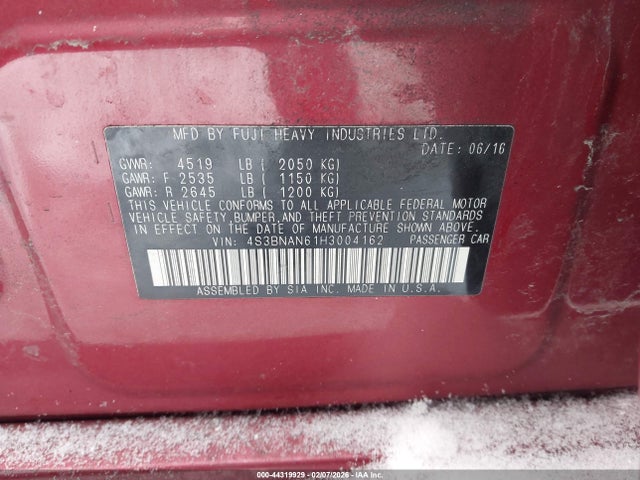 MFD BY FUJI HEAVY INDUSTRIES LTD.
DATE: 06/16
GVWR: 4519 LB ( 2050 KG)
GAWR: F 2535 LB ( 1150 KG)
GAWR: R 2645 LB ( 1200 KG)
THIS VEHICLE CONFORMS TO ALL APPLICABLE FEDERAL MOTOR
VEHICLE SAFETY,BUMPER,AND THEFT PREVENTION STANDARDS
IN EFFECT ON THE DATE OF MANUFACTURE SHOWN ABOVE.
VIN: 4S3BNAN61H3004162 PASSENGER CAR
ASSEMBLED BY SIA INC. MADE IN U.S.A.
000-44319929 - 02/07/2026 - IAA Inc.